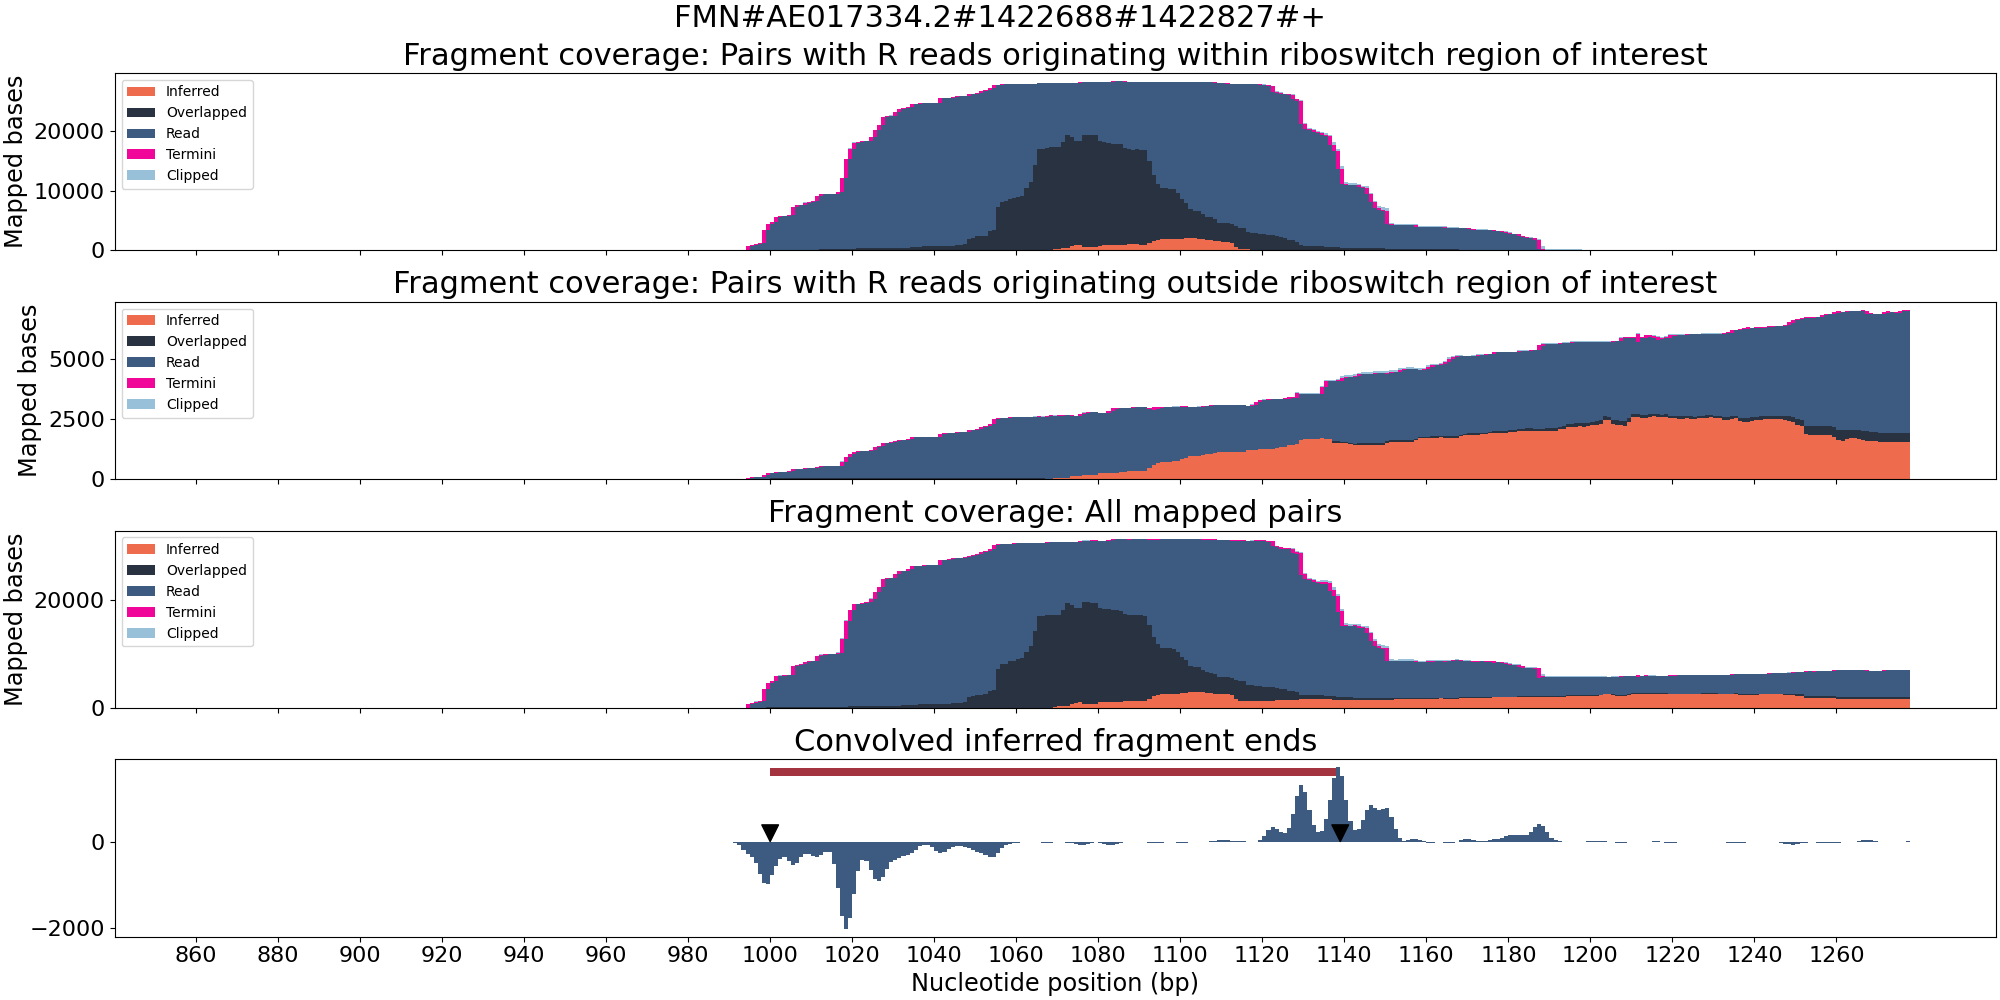 FMN#AE017334.2#1422688#1422827#+
Fragment coverage: Pairs with R reads originating within riboswitch region of interest
Mapped bases
20000
10000
0
Inferred
Overlapped
Read
Termini
Clipped
Fragment coverage: Pairs with R reads originating outside riboswitch region of interest
Mapped bases
5000
2500
0
Inferred
Overlapped
Read
Termini
Clipped
Fragment coverage: All mapped pairs
Mapped bases
20000
0
Inferred
Overlapped
Read
Termini
Clipped
Convolved inferred fragment ends
0
−2000
860 880 900 920 940 960 980 1000 1020 1040 1060 1080 1100 1120 1140 1160 1180 1200 1220 1240 1260
Nucleotide position (bp)